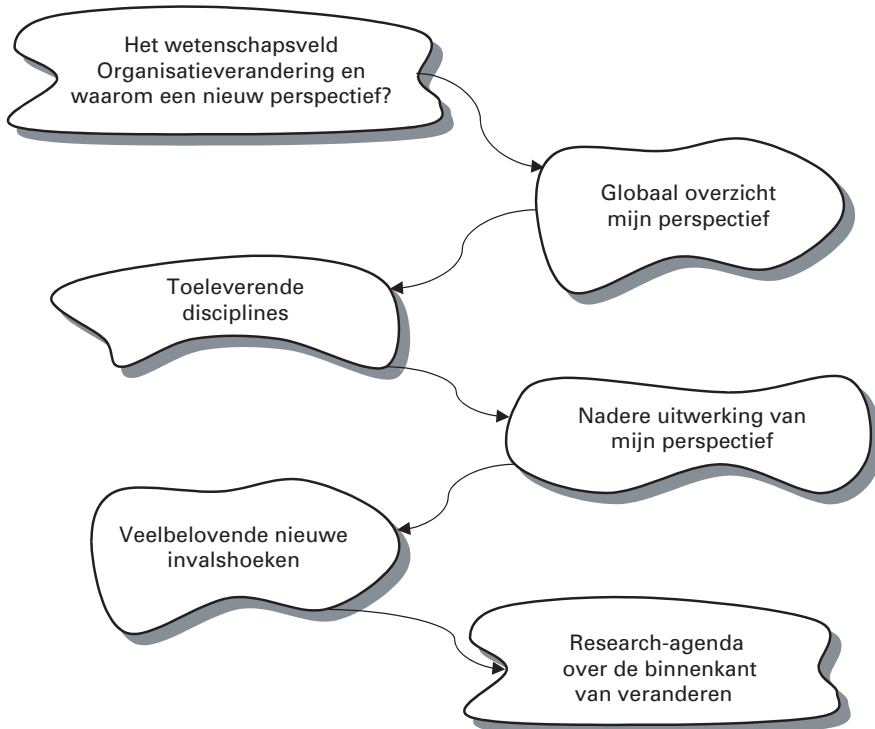 Het wetenschapsveld
Organisatieverandering en
waarom een nieuw perspectief?
Globaal overzicht
mijn perspectief
Toeleverende
disciplines
Nadere uitwerking van
mijn perspectief
Veelbelovende nieuwe
invalshoeken
Research-agenda
over de binnenkant
van veranderen